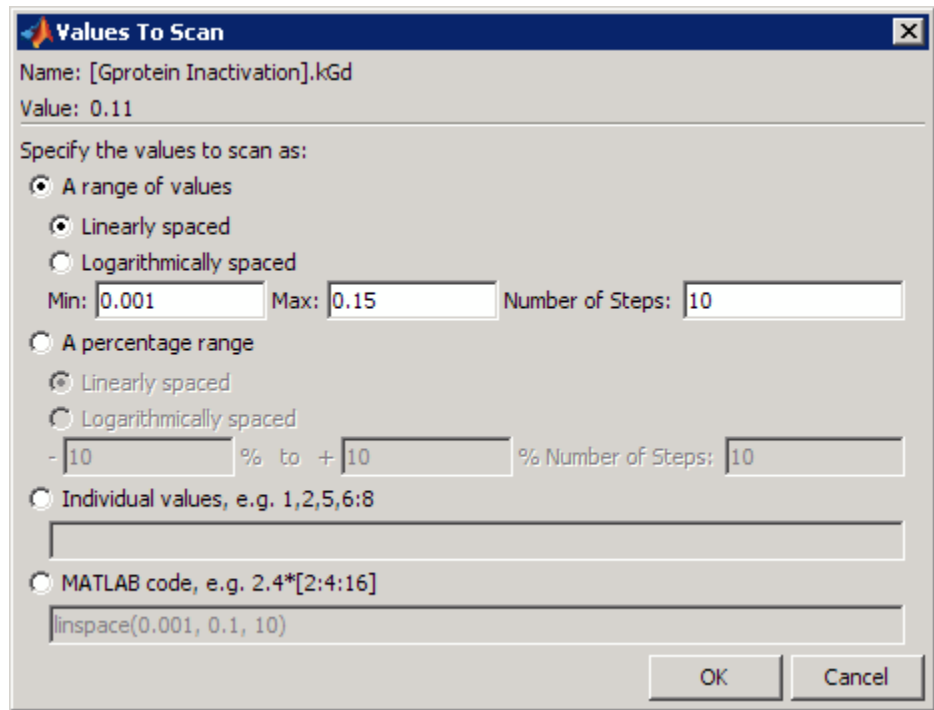 Values To Scan
Name: [Gprotein Inactivation].kGd
Value: 0.11
Specify the values to scan as:
A range of values
Linearly spaced
Logarithmically spaced
Min: 0.001 Max: 0.15 Number of Steps: 10
A percentage range
Linearly spaced
Logarithmically spaced
- 10 % to + 10 % Number of Steps: 10
Individual values, e.g. 1,2,5,6:8
MATLAB code, e.g. 2.4*[2:4:16]
linspace(0.001, 0.1, 10)
OK Cancel